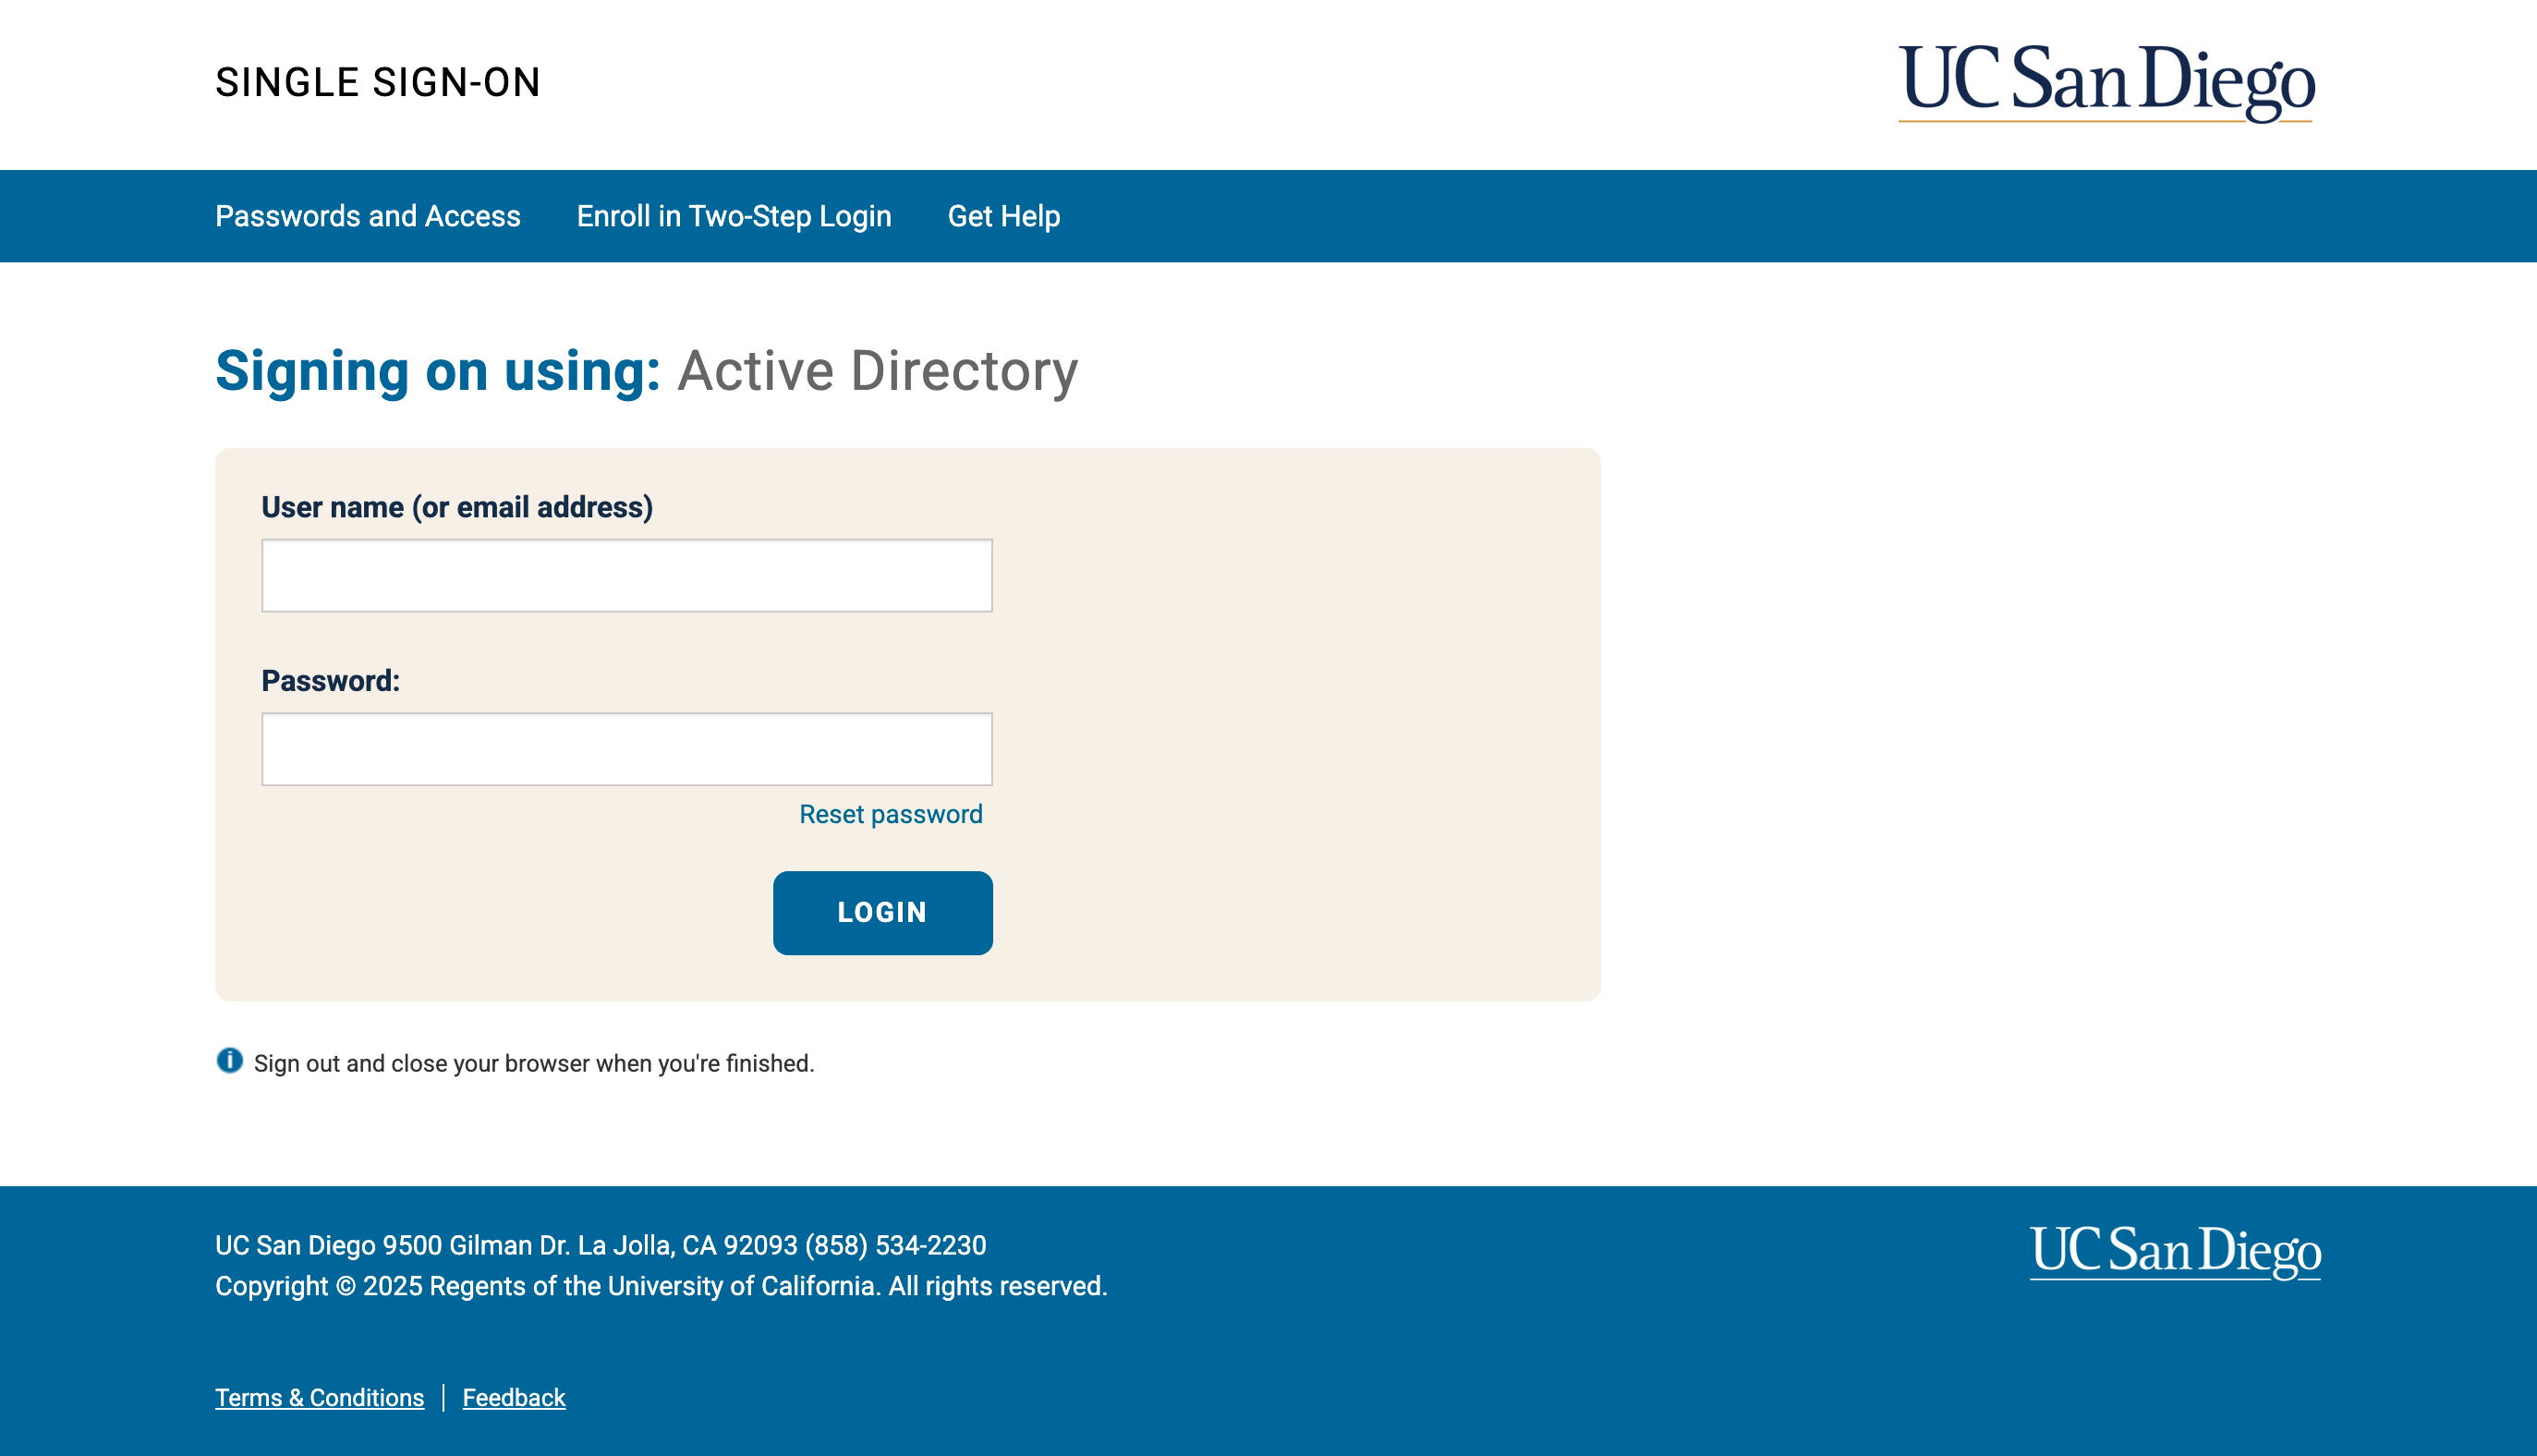 SINGLE SIGN-ON
UC San Diego
Passwords and Access Enroll in Two-Step Login Get Help
Signing on using: Active Directory
User name (or email address)
Password:
Reset password
LOGIN
Sign out and close your browser when you're finished.
UC San Diego 9500 Gilman Dr. La Jolla, CA 92093 (858) 534-2230
Copyright © 2025 Regents of the University of California. All rights reserved.
UC San Diego
Terms & Conditions | Feedback